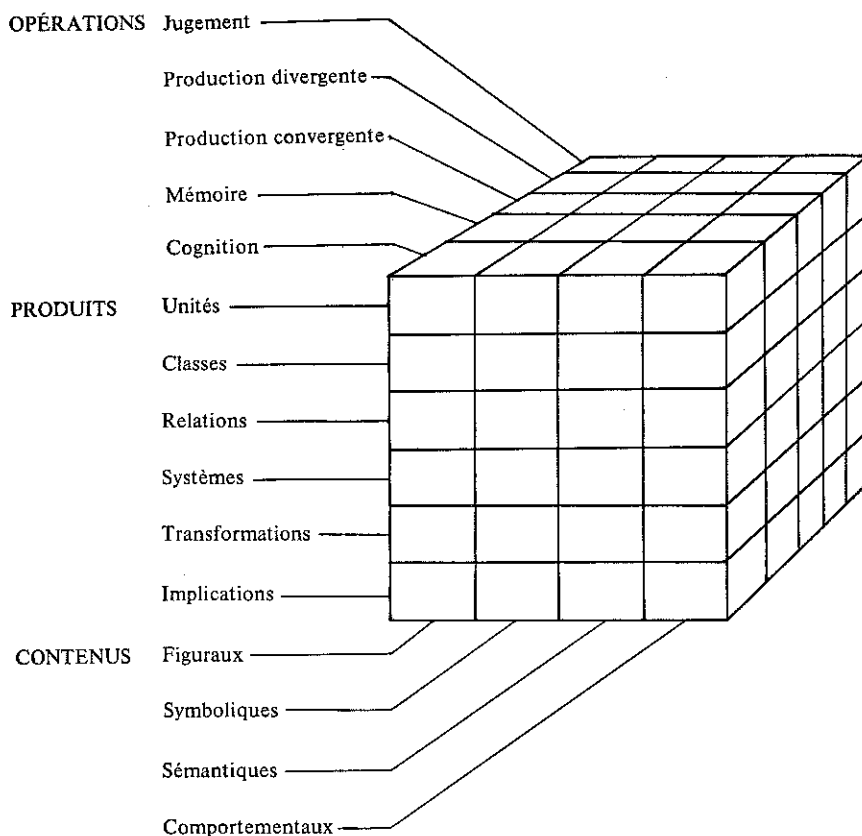 OPÉRATIONS Jugement
Production divergente
Production convergente
Mémoire
Cognition
PRODUITS Unités
Classes
Relations
Systèmes
Transformations
Implications
CONTENUS Figuraux
Symboliques
Sémantiques
Comportementaux